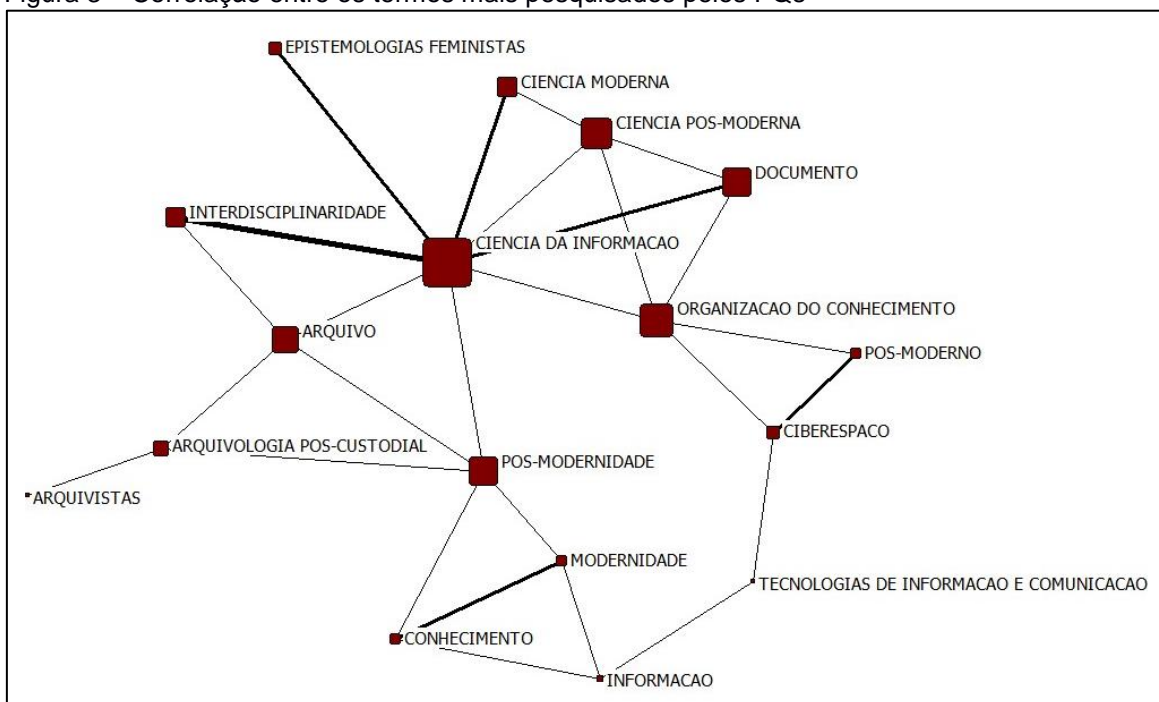 EPISTEMOLOGIAS FEMINISTAS
CIENCIA MODERNA
CIENCIA POS-MODERNA
DOCUMENTO
INTERDISCIPLINARIDADE
CIENCIA DA INFORMACAO
ORGANIZACAO DO CONHECIMENTO
ARQUIVO
POS-MODERNO
CIBERESPACO
ARQUIVOLOGIA POS-CUSTODIAL
POS-MODERNIDADE
ARQUIVISTAS
MODERNIDADE
TECNOLOGIAS DE INFORMACAO E COMUNICACAO
CONHECIMENTO
INFORMACAO